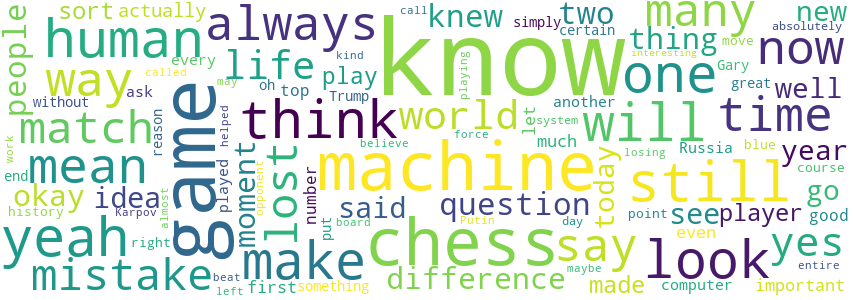 people sort actually always knew call simply two certain many new
human know thing absolutely
way every life play playing kind move now
called may oh top Trump one Gary great well
without ask world another let system will time
match reason think much Russia blue year
mean helped believe force losing course
end work okay idea played moment opponent lost number machine today still go
history Karpov almost game put said question see player good
yeah right board day Putin chess say point even yes
mistake beat left make first something difference maybe made computer look entire important
interesting